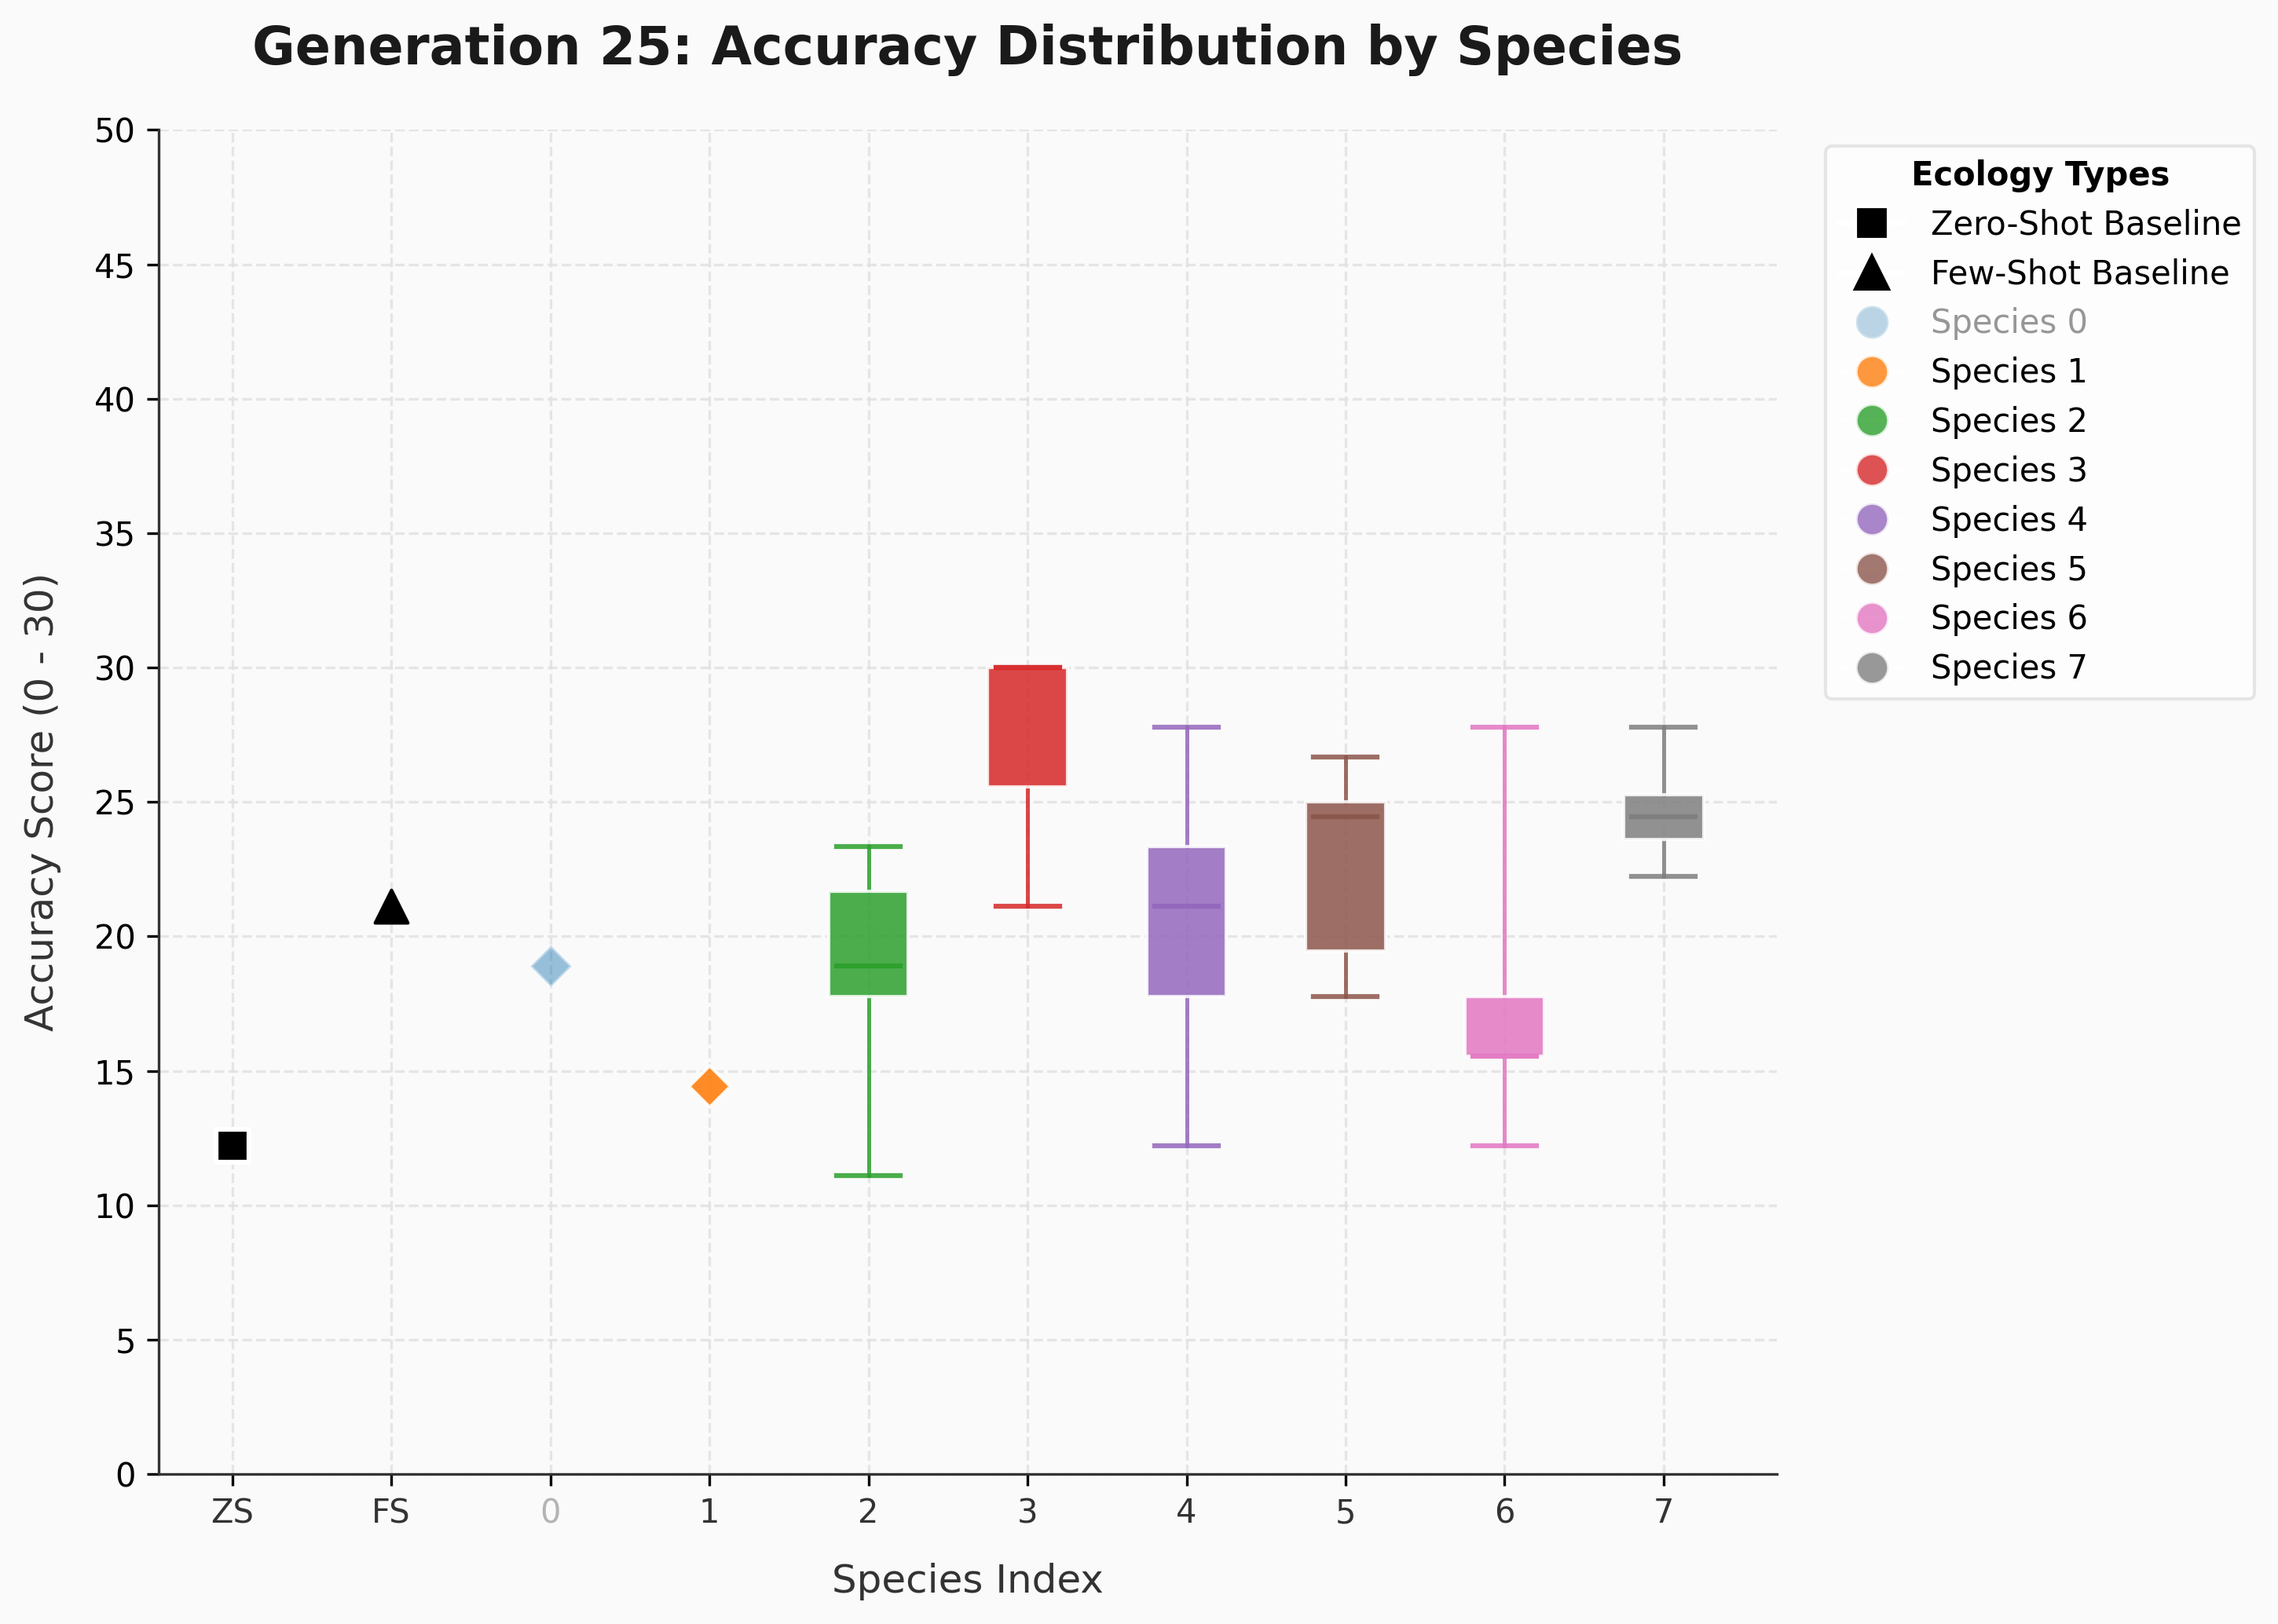 Generation 25: Accuracy Distribution by Species
50
45
40
35
30
25
20
15
10
5
0
Accuracy Score (0 - 30)
ZS FS 0 1 2 3 4 5 6 7
Species Index
Ecology Types
Zero-Shot Baseline
Few-Shot Baseline
Species 0
Species 1
Species 2
Species 3
Species 4
Species 5
Species 6
Species 7